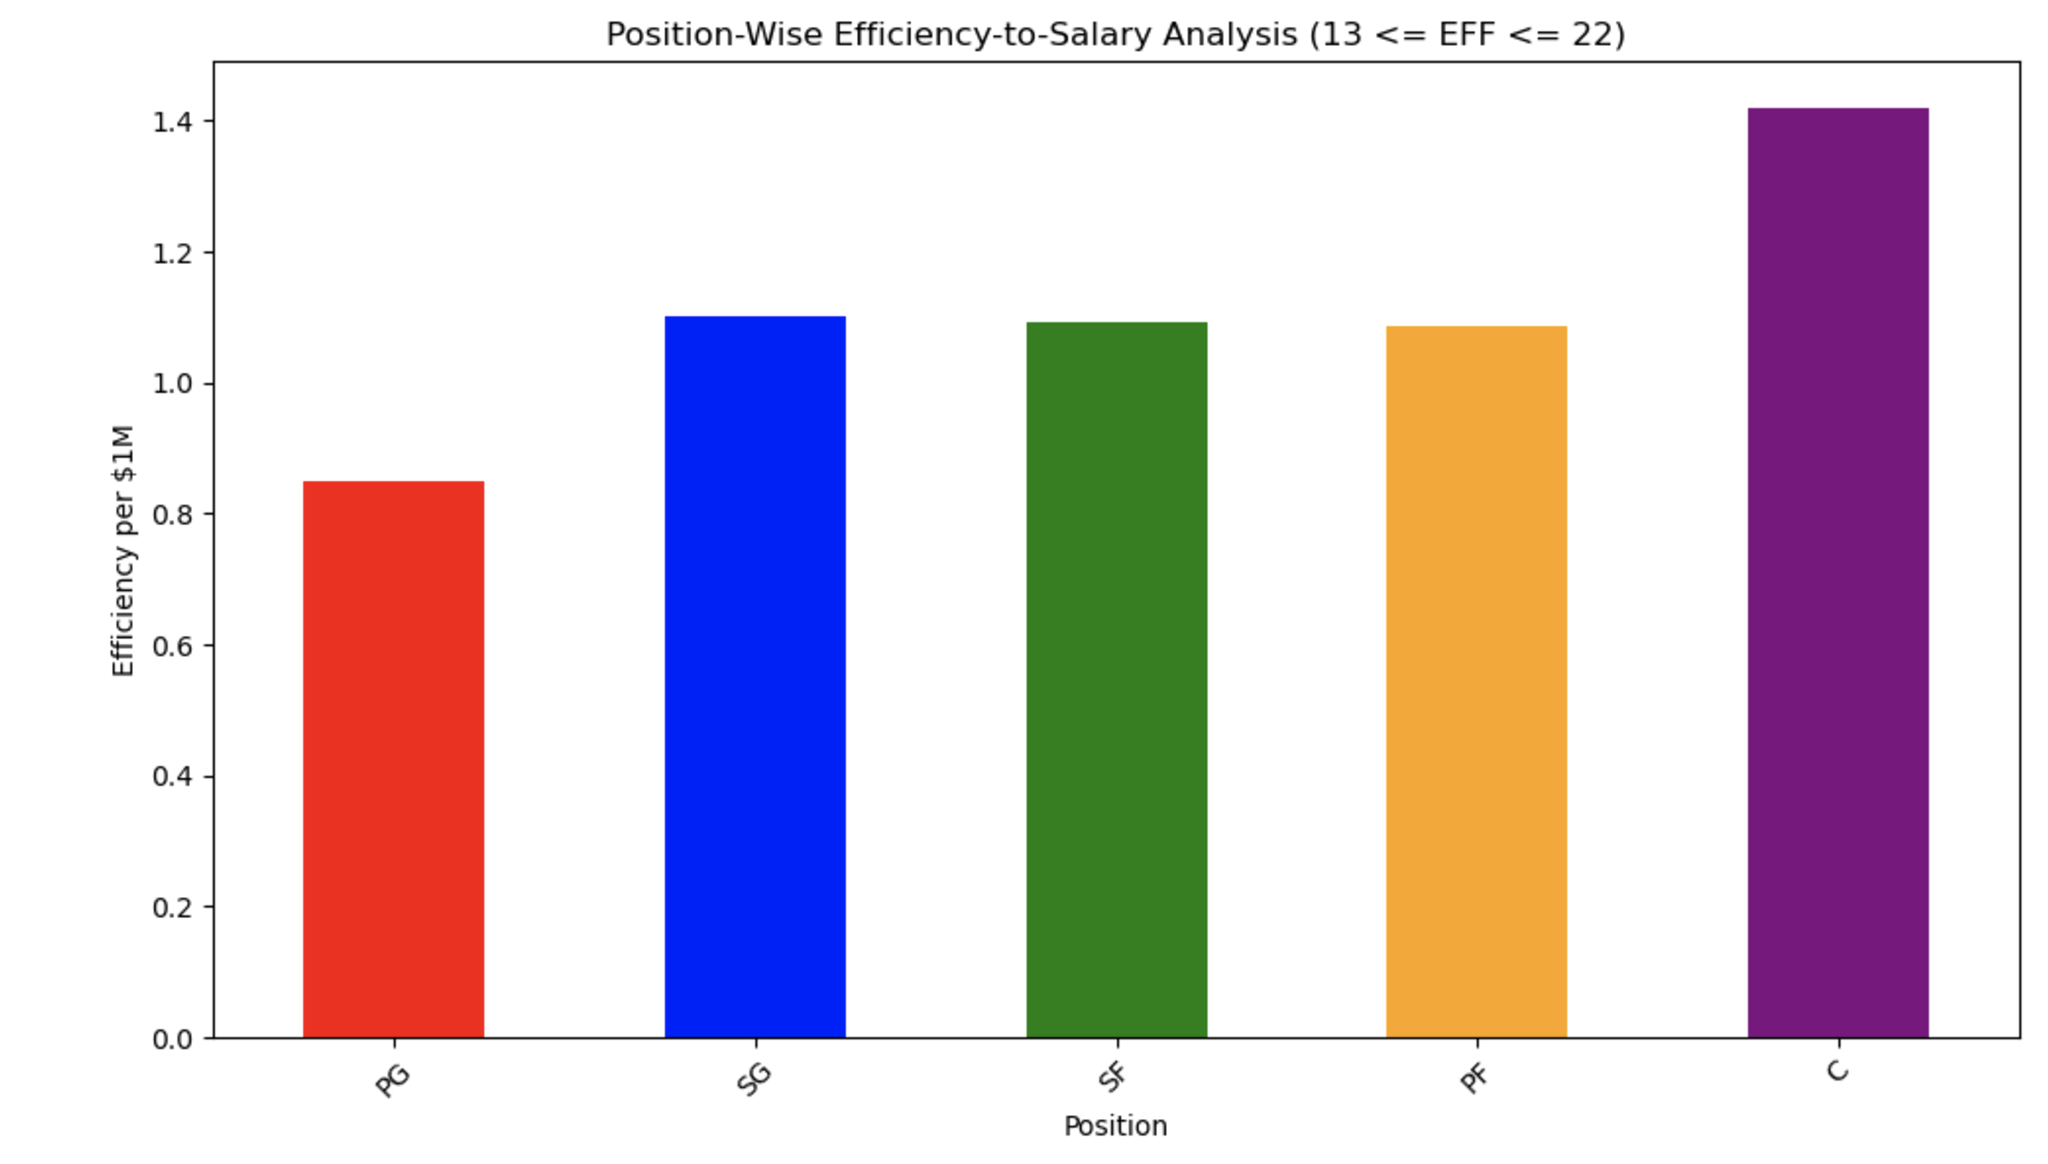 Position-Wise Efficiency-to-Salary Analysis (13 <= EFF <= 22)
Efficiency per $1M
1.4
1.2
1.0
0.8
0.6
0.4
0.2
0.0
PG
SG
SF
PF
C
Position